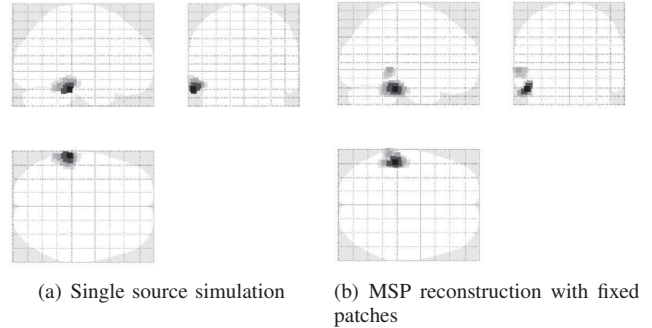 (a) Single source simulation
(b) MSP reconstruction with fixed
patches